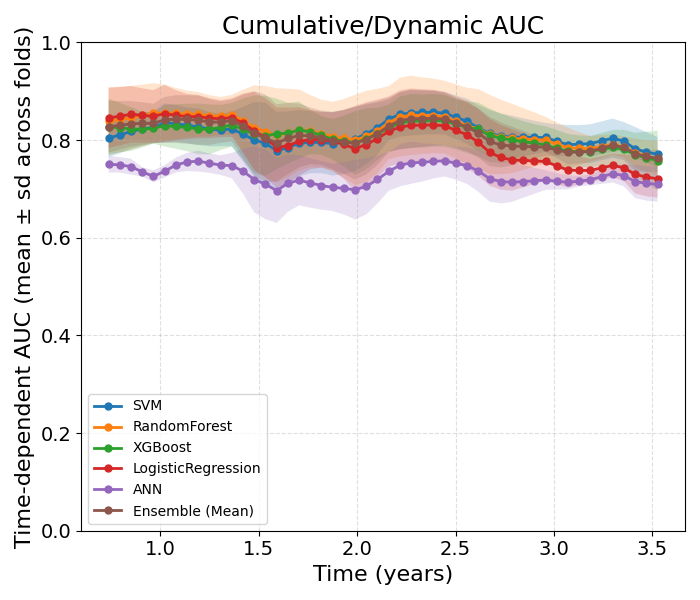 Cumulative/Dynamic AUC
Time-dependent AUC (mean ± sd across folds)
1.0
0.8
0.6
0.4
0.2
0.0
SVM
RandomForest
XGBoost
LogisticRegression
ANN
Ensemble (Mean)
1.0 1.5 2.0 2.5 3.0 3.5
Time (years)